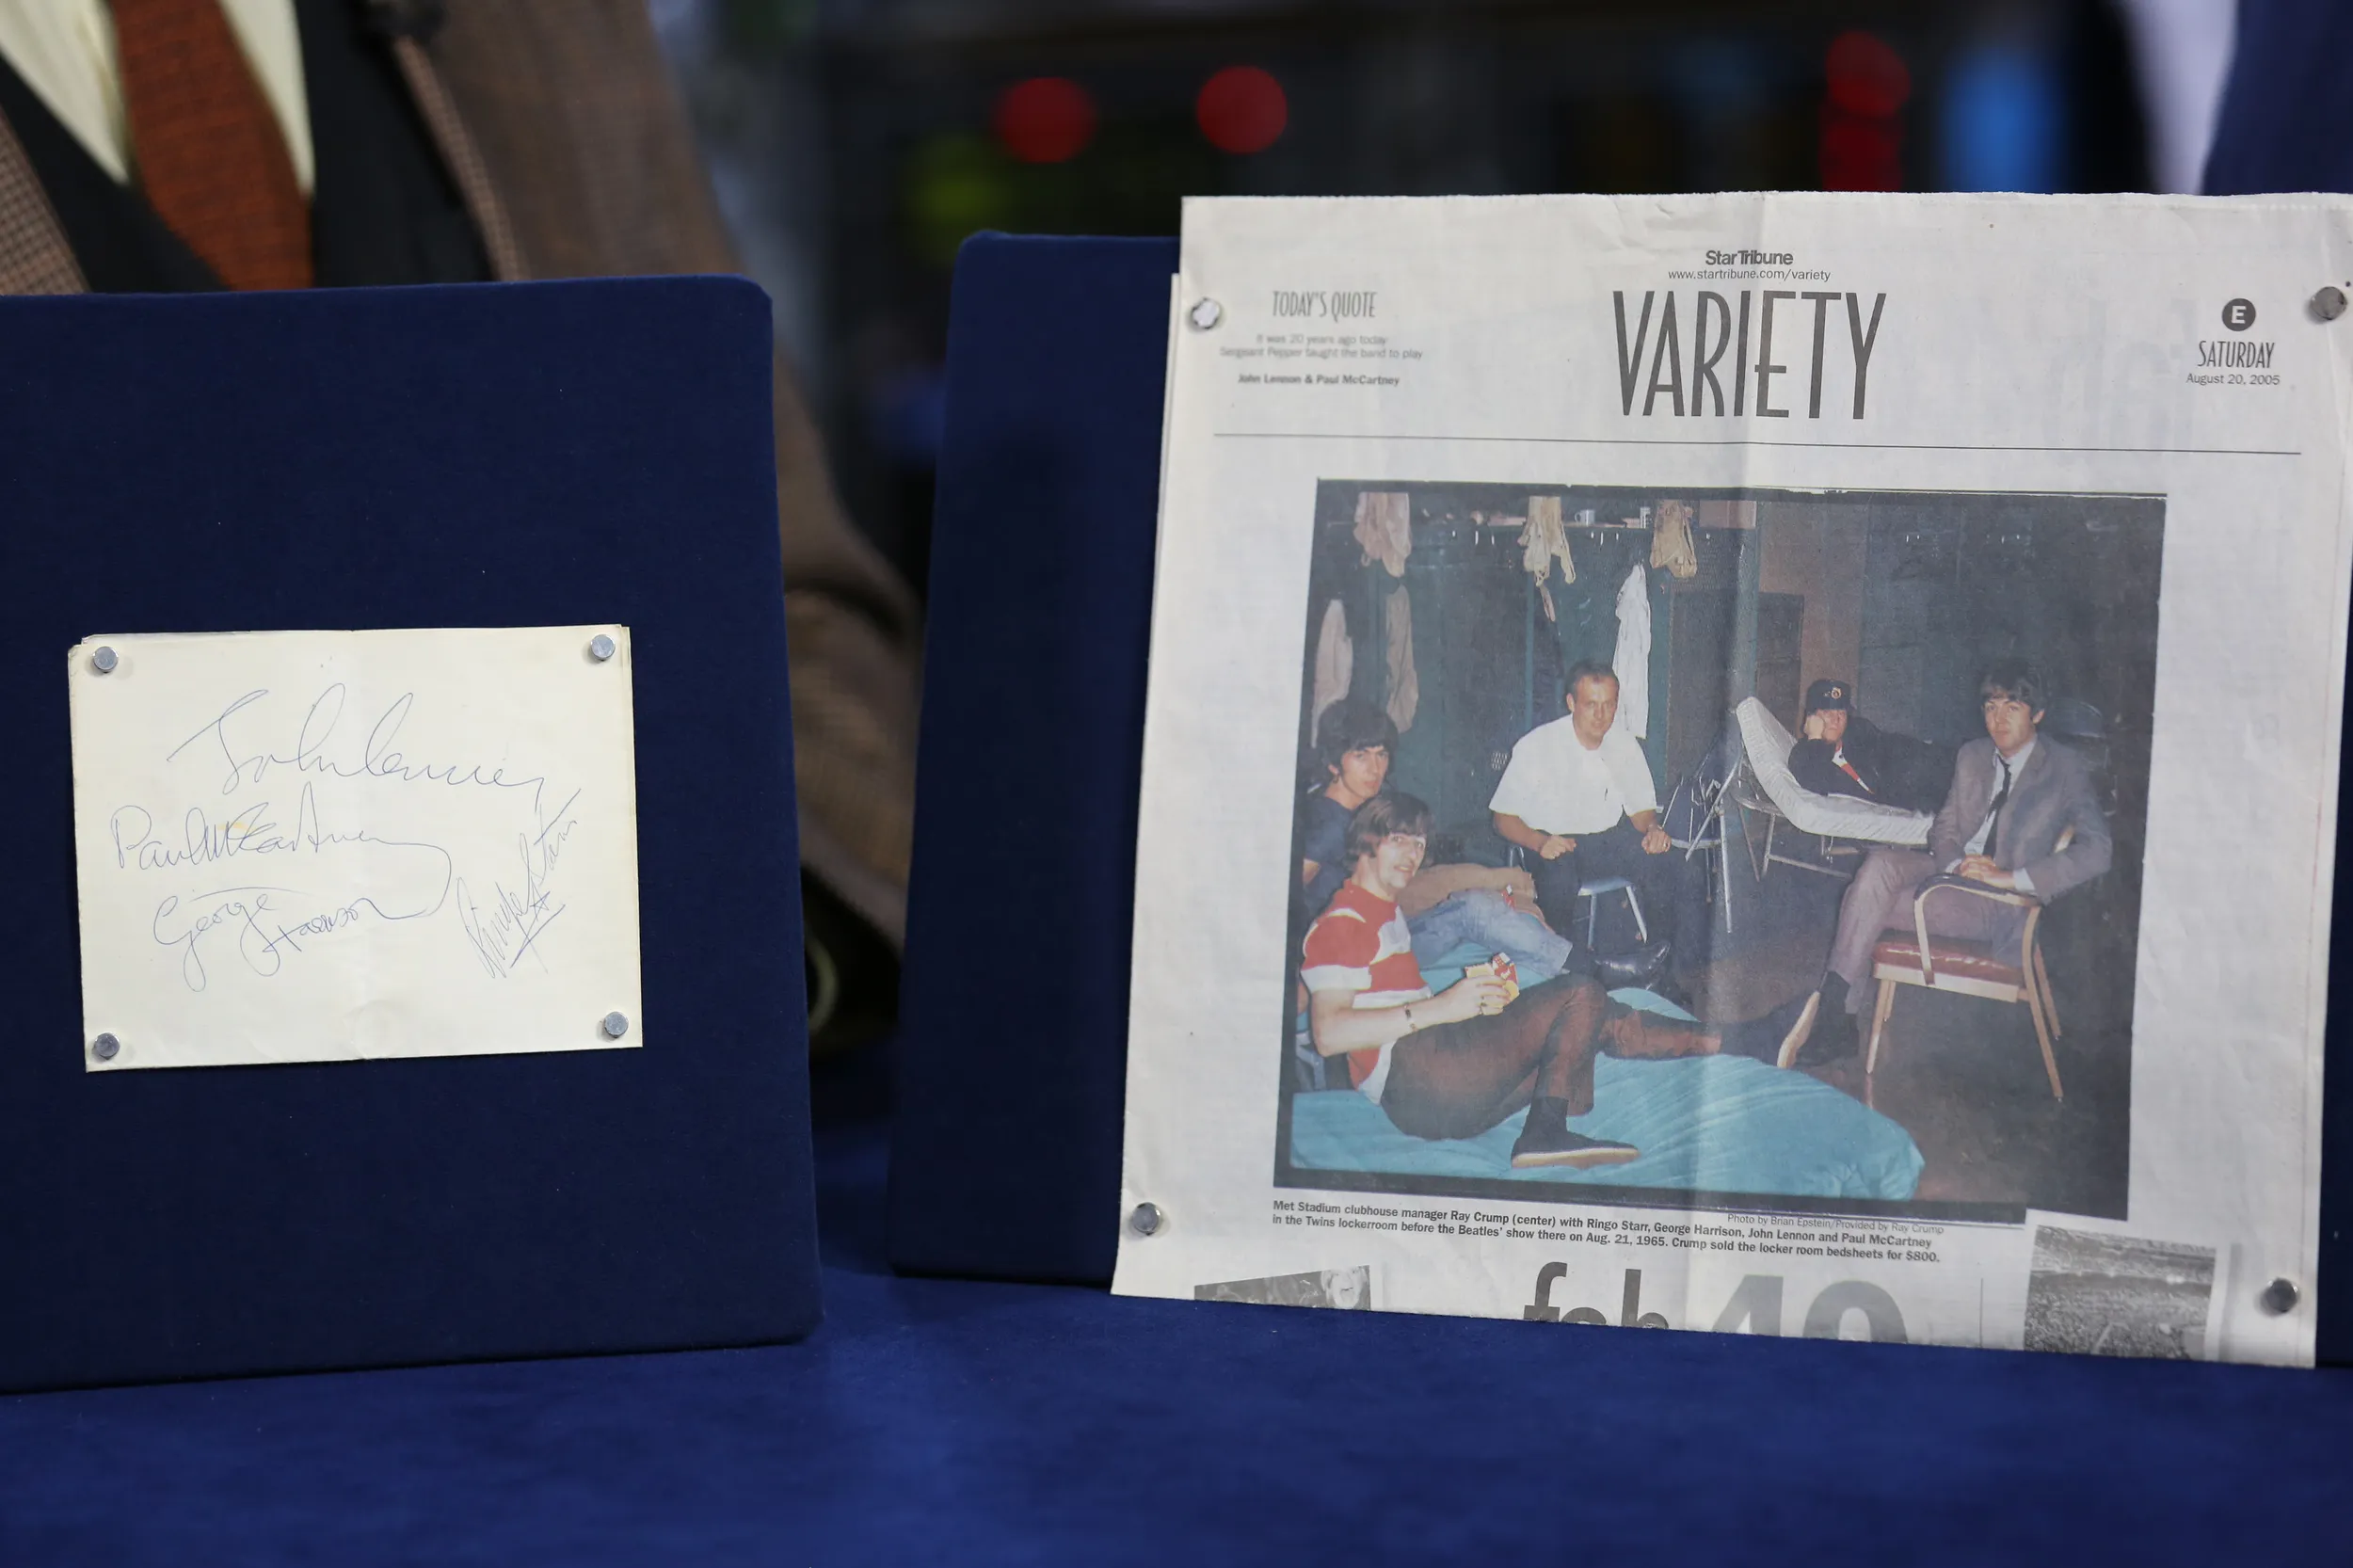 John Lennon
Paul McCartney
George Harrison
Ringo Starr
StarTribune
www.startribune.com/variety
TODAY'S QUOTE
It was 20 years ago today
Sergeant Pepper taught the band to play
John Lennon & Paul McCartney
VARIETY
E
SATURDAY
August 20, 2005
Photo by Brian Epstein/Provided by Ray Crump
Met Stadium clubhouse manager Ray Crump (center) with Ringo Starr, George Harrison, John Lennon and Paul McCartney
in the Twins lockerroom before the Beatles' show there on Aug. 21, 1965. Crump sold the locker room bedsheets for $800.
fab 40